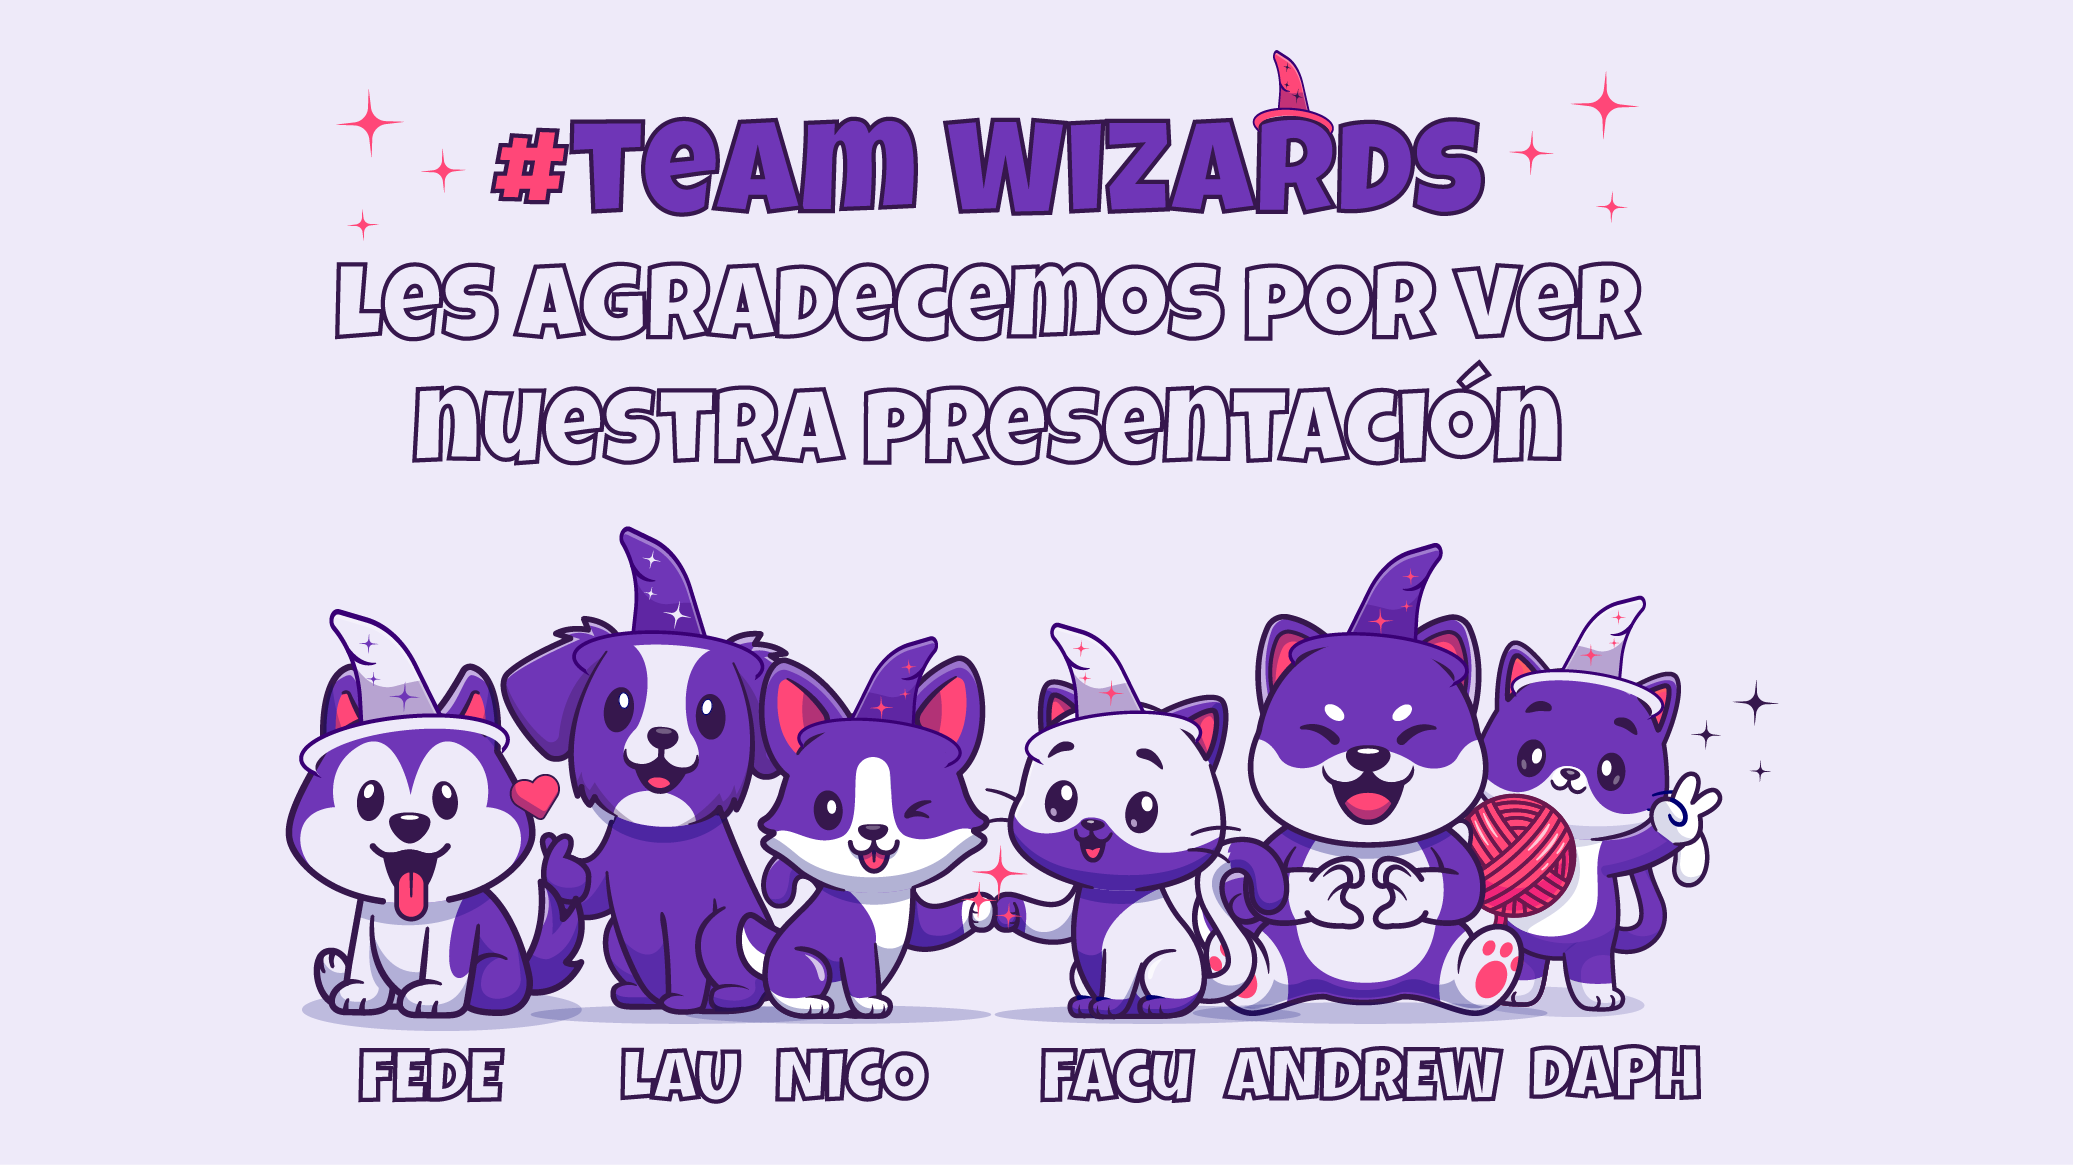 #Team Wizards
Les agradecemos por ver
nuestra presentación
FEDE LAU NICO FACU ANDREW DAPH